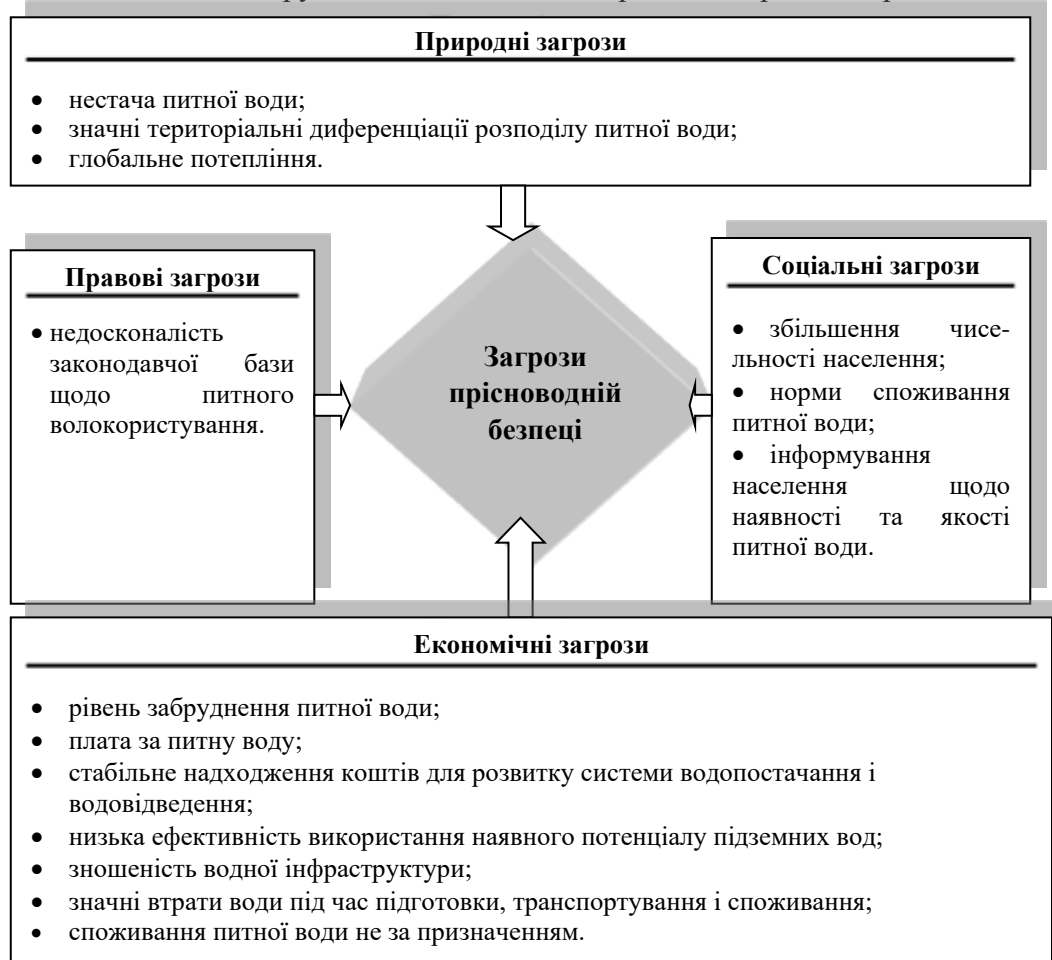 Природні загрози
• нестача питної води;
• значні територіальні диференціації розподілу питної води;
• глобальне потепління.
Правові загрози
• недосконалість
законодавчої бази
щодо питного
волокористування.
Загрози
прісноводній
безпеці
Соціальні загрози
• збільшення чисе-
льності населення;
• норми споживання
питної води;
• інформування
населення щодо
наявності та якості
питної води.
Економічні загрози
• рівень забруднення питної води;
• плата за питну воду;
• стабільне надходження коштів для розвитку системи водопостачання і
водовідведення;
• низька ефективність використання наявного потенціалу підземних вод;
• зношеність водної інфраструктури;
• значні втрати води під час підготовки, транспортування і споживання;
• споживання питної води не за призначенням.